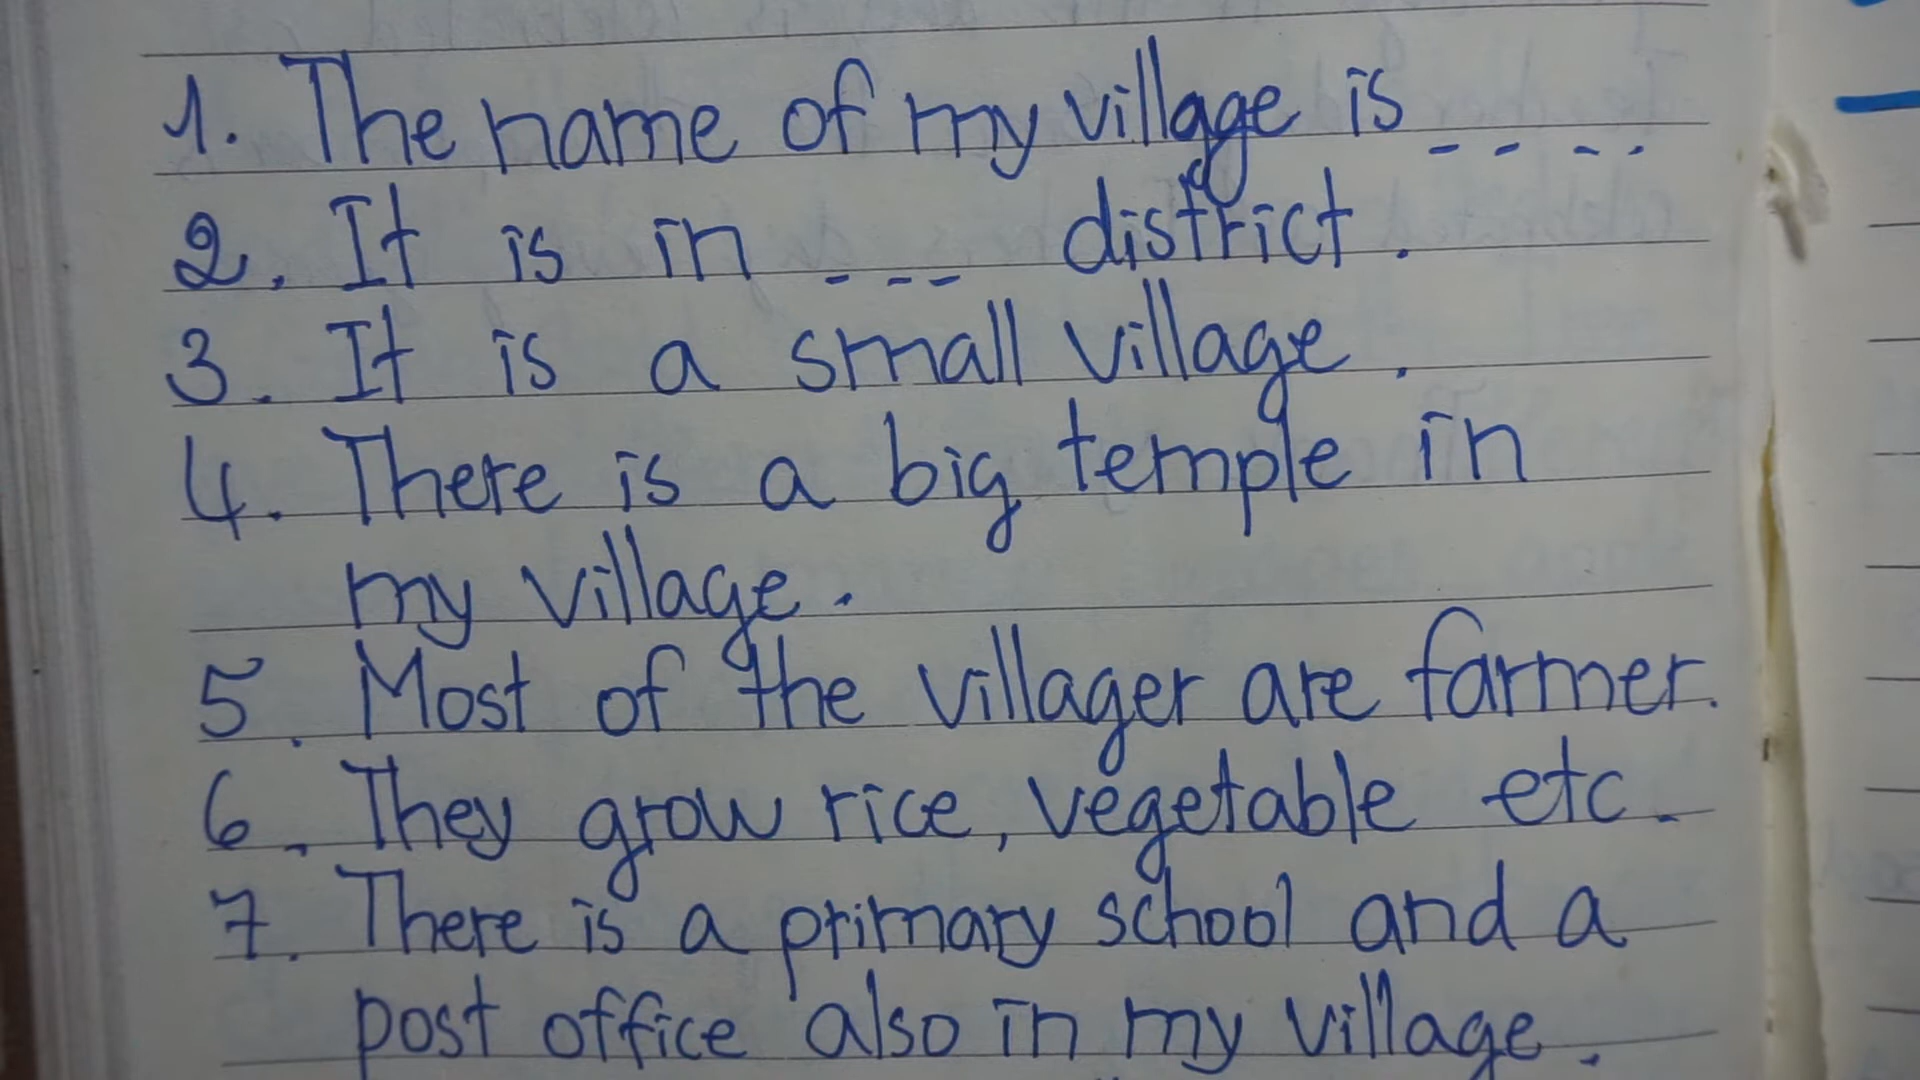 1. The name of my village is - - - -
2. It is in - - - district.
3. It is a small village.
4. There is a big temple in
my village.
5. Most of the villager are farmer.
6. They grow rice, vegetable etc.
7. There is a primary school and a
post office also in my village.